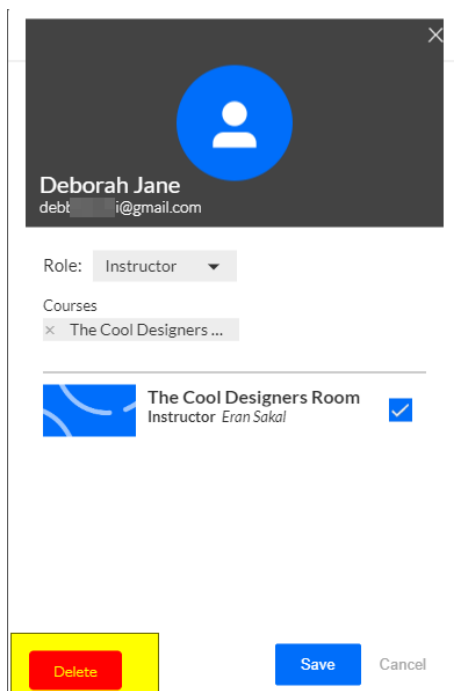 Deborah Jane
i@gmail.com
Role: Instructor
Courses
× The Cool Designers ...
The Cool Designers Room
Instructor Eran Sakal
Delete
Save Cancel